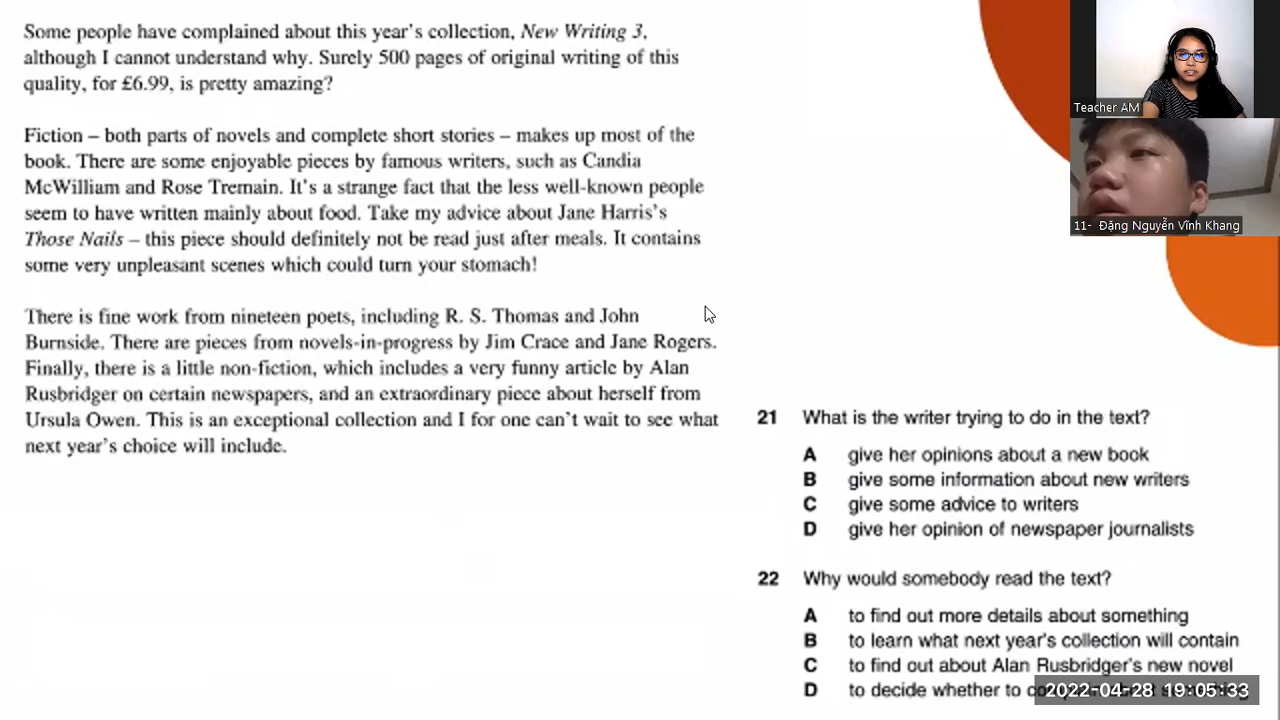 Some people have complained about this year's collection, New Writing 3,
although I cannot understand why. Surely 500 pages of original writing of this
quality, for £6.99, is pretty amazing?
Fiction – both parts of novels and complete short stories – makes up most of the
book. There are some enjoyable pieces by famous writers, such as Candia
McWilliam and Rose Tremain. It's a strange fact that the less well-known people
seem to have written mainly about food. Take my advice about Jane Harris's
Those Nails – this piece should definitely not be read just after meals. It contains
some very unpleasant scenes which could turn your stomach!
There is fine work from nineteen poets, including R. S. Thomas and John
Burnside. There are pieces from novels-in-progress by Jim Crace and Jane Rogers.
Finally, there is a little non-fiction, which includes a very funny article by Alan
Rusbridger on certain newspapers, and an extraordinary piece about herself from
Ursula Owen. This is an exceptional collection and I for one can't wait to see what
next year's choice will include.
Teacher AM
11- Đặng Nguyễn Vĩnh Khang
21 What is the writer trying to do in the text?
A give her opinions about a new book
B give some information about new writers
C give some advice to writers
D give her opinion of newspaper journalists
22 Why would somebody read the text?
A to find out more details about something
B to learn what next year's collection will contain
C to find out about Alan Rusbridger's new novel
D to decide whether to
2022-04-28 19:05:33